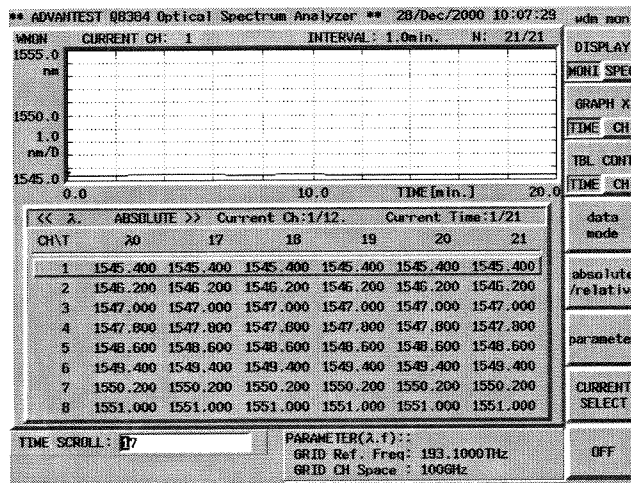 ** ADVANTEST Q8384 Optical Spectrum Analyzer ** 28/Dec/2000 10:07:29
wdm mon
WMON CURRENT CH: 1 INTERVAL: 1.0min. N: 21/21
1555.0
nm
1550.0
1.0
nm/D
1545.0
0.0 10.0 TIME[min.] 20.0
<< λ. ABSOLUTE >> Current Ch:1/12. Current Time:1/21
CH\T λ0 17 18 19 20 21
1 1545.400 1545.400 1545.400 1545.400 1545.400 1545.400
2 1546.200 1546.200 1546.200 1546.200 1546.200 1546.200
3 1547.000 1547.000 1547.000 1547.000 1547.000 1547.000
4 1547.800 1547.800 1547.800 1547.800 1547.800 1547.800
5 1548.600 1548.600 1548.600 1548.600 1548.600 1548.600
6 1549.400 1549.400 1549.400 1549.400 1549.400 1549.400
7 1550.200 1550.200 1550.200 1550.200 1550.200 1550.200
8 1551.000 1551.000 1551.000 1551.000 1551.000 1551.000
TIME SCROLL: 17
PARAMETER(λ.f)::
GRID Ref. Freq: 193.1000THz
GRID CH Space : 100GHz
DISPLAY
MONI SPE
GRAPH X
TIME CH
TBL CONT
TIME CH
data
mode
absolute
/relativ
paramete
CURRENT
SELECT
OFF